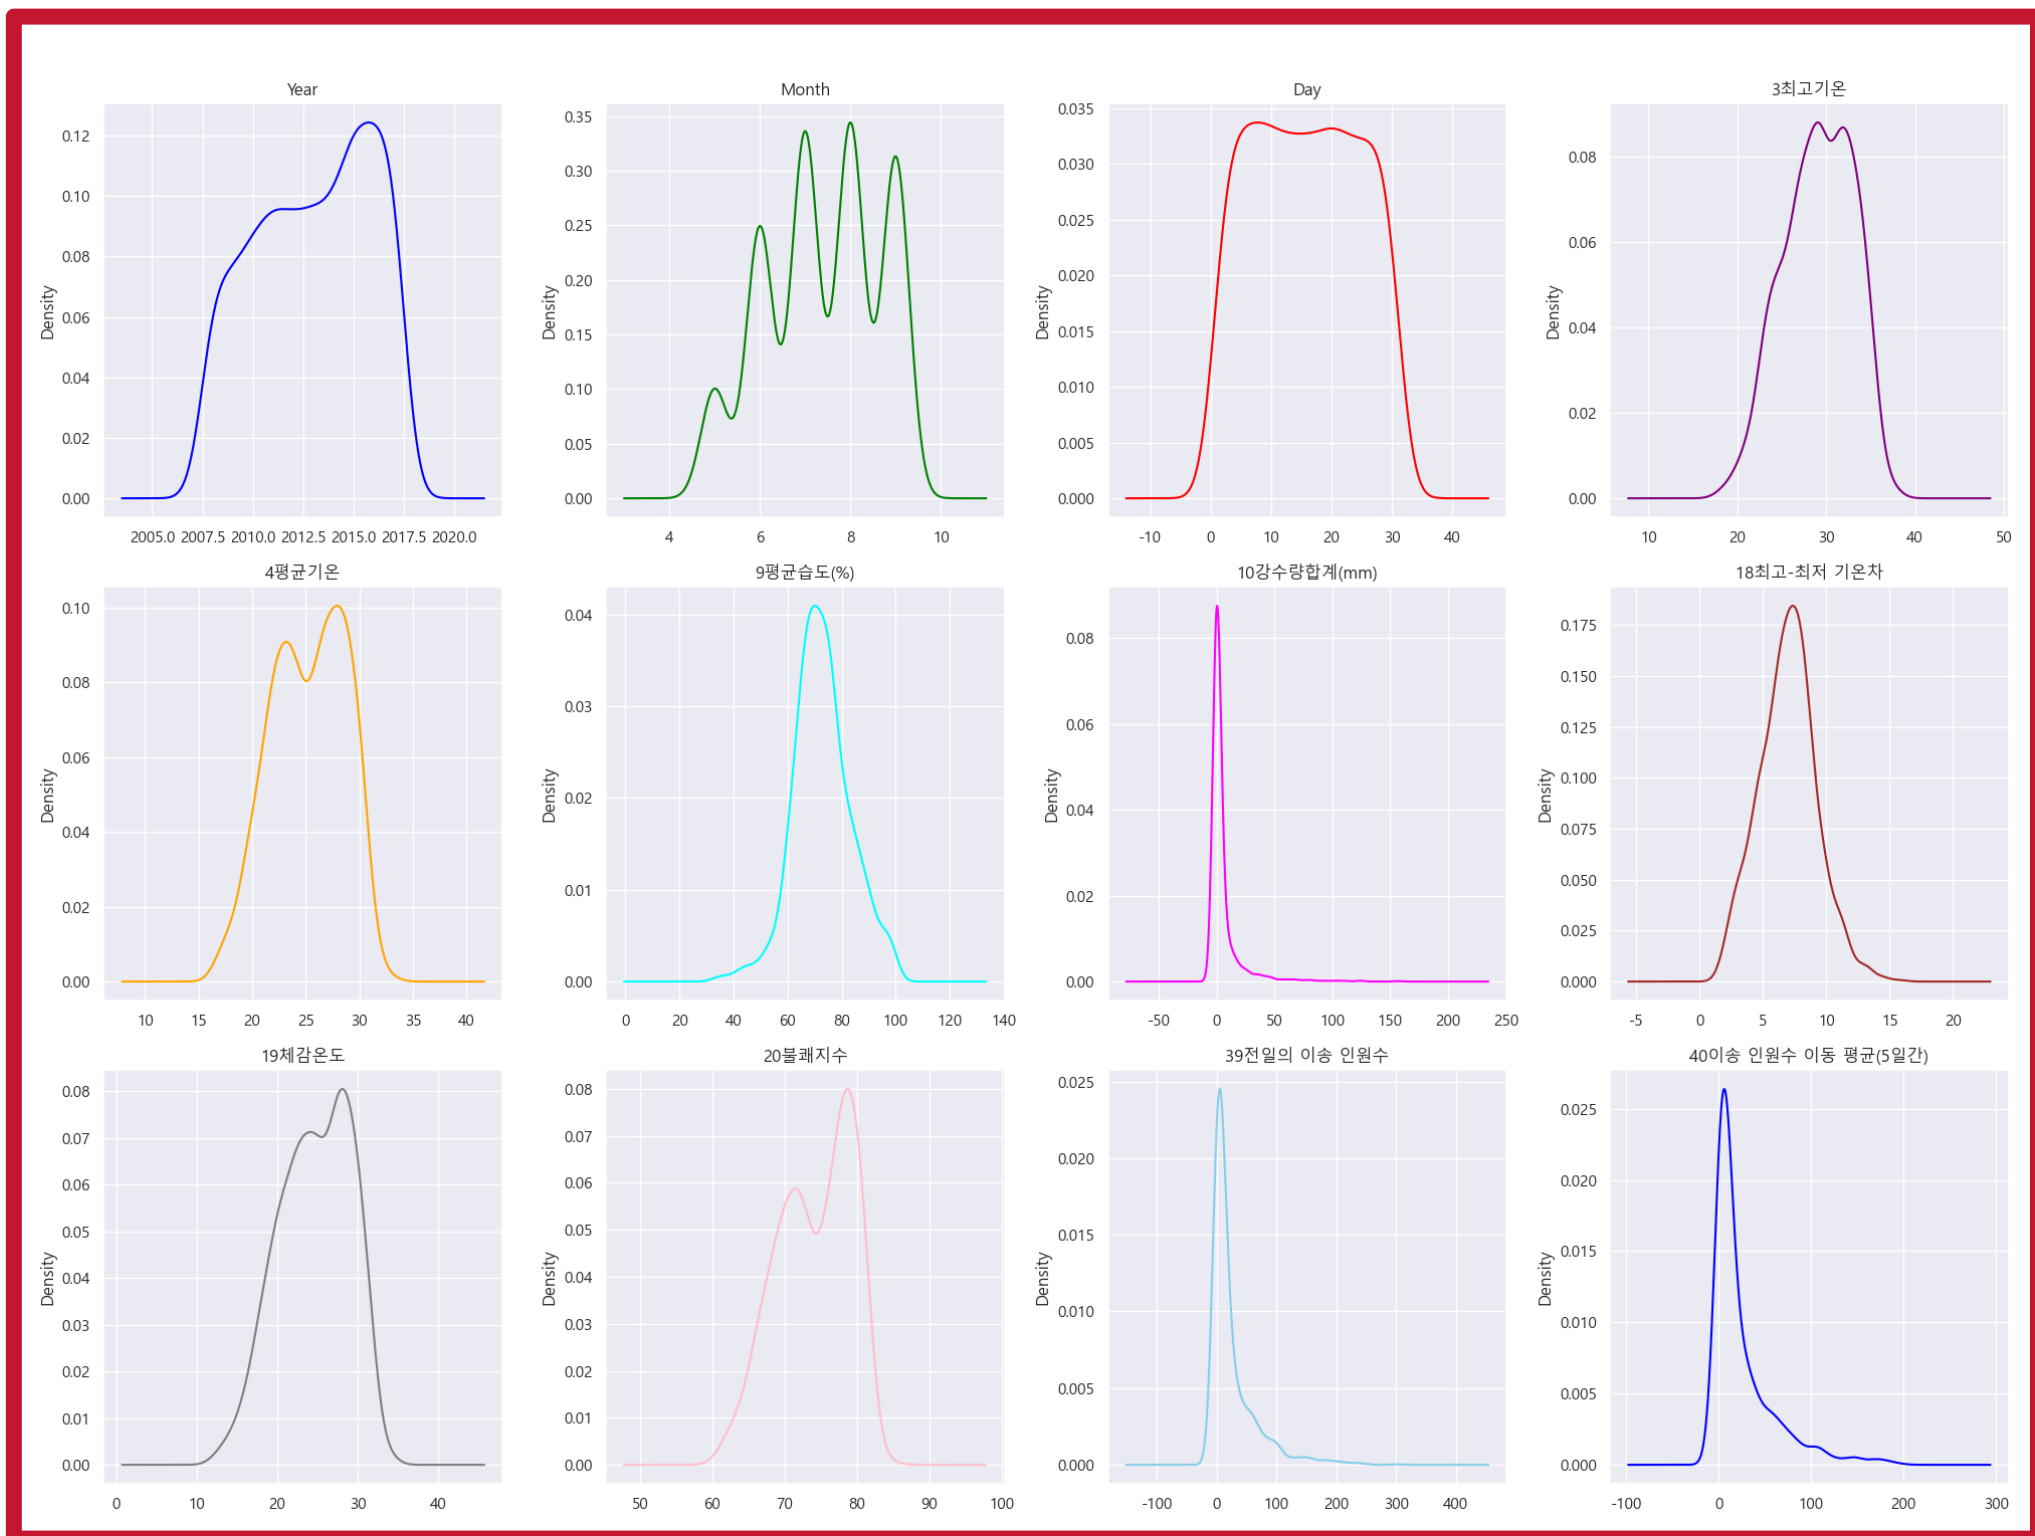 Year
Month
Day
3최고기온
Density
0.00
0.02
0.04
0.06
0.08
0.10
0.12
2005.0 2007.5 2010.0 2012.5 2015.0 2017.5 2020.0
Density
0.00
0.05
0.10
0.15
0.20
0.25
0.30
0.35
4 6 8 10
Density
0.000
0.005
0.010
0.015
0.020
0.025
0.030
0.035
-10 0 10 20 30 40
Density
0.00
0.02
0.04
0.06
0.08
10 20 30 40 50
4평균기온
9평균습도(%)
10강수량합계(mm)
18최고-최저 기온차
Density
0.00
0.02
0.04
0.06
0.08
0.10
10 15 20 25 30 35 40
Density
0.00
0.01
0.02
0.03
0.04
0 20 40 60 80 100 120 140
Density
0.00
0.02
0.04
0.06
0.08
-50 0 50 100 150 200 250
Density
0.000
0.025
0.050
0.075
0.100
0.125
0.150
0.175
-5 0 5 10 15 20
19체감온도
20불쾌지수
39전일의 이송 인원수
40이송 인원수 이동 평균(5일간)
Density
0.00
0.01
0.02
0.03
0.04
0.05
0.06
0.07
0.08
0 10 20 30 40
Density
0.00
0.01
0.02
0.03
0.04
0.05
0.06
0.07
0.08
50 60 70 80 90 100
Density
0.000
0.005
0.010
0.015
0.020
0.025
-100 0 100 200 300 400
Density
0.000
0.005
0.010
0.015
0.020
0.025
-100 0 100 200 300